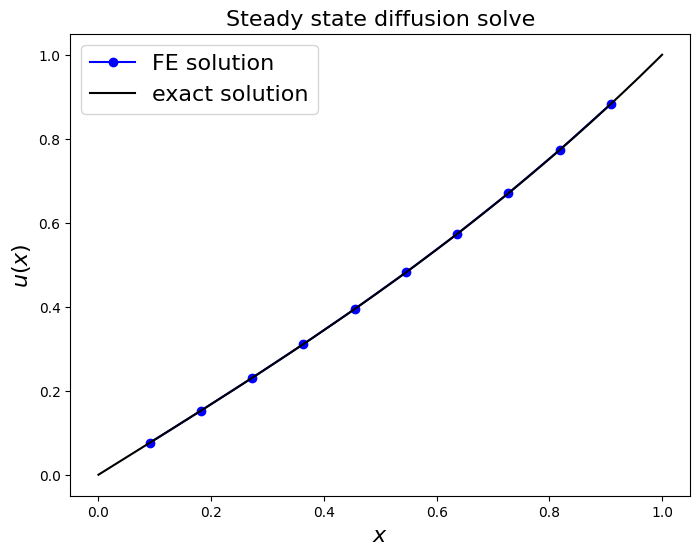 Steady state diffusion solve
FE solution
exact solution
1.0
0.8
0.6
0.4
0.2
0.0
u(x)
0.0 0.2 0.4 0.6 0.8 1.0
x